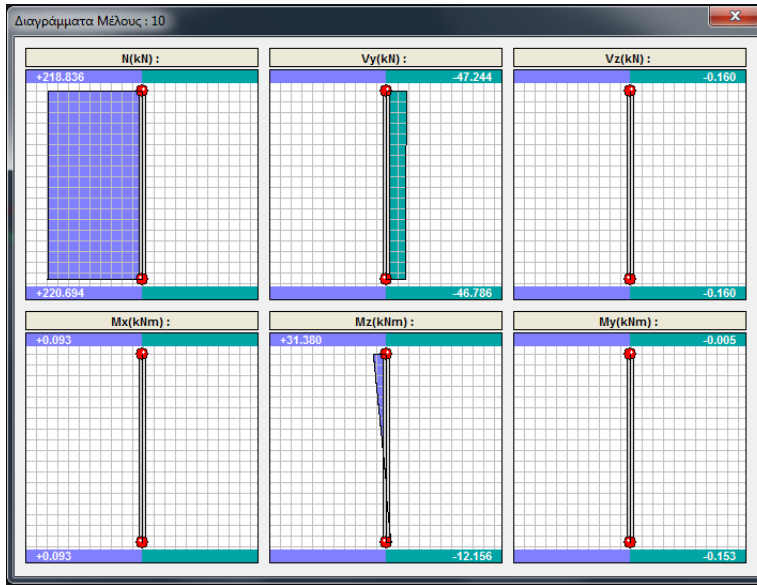 Διαγράμματα Μέλους : 10
x
N(kN) :
Vy(kN) :
Vz(kN) :
+218.836
-47.244
-0.160
+220.694
-46.786
-0.160
Mx(kNm) :
Mz(kNm) :
My(kNm) :
+0.093
+31.380
-0.005
+0.093
-12.156
-0.153